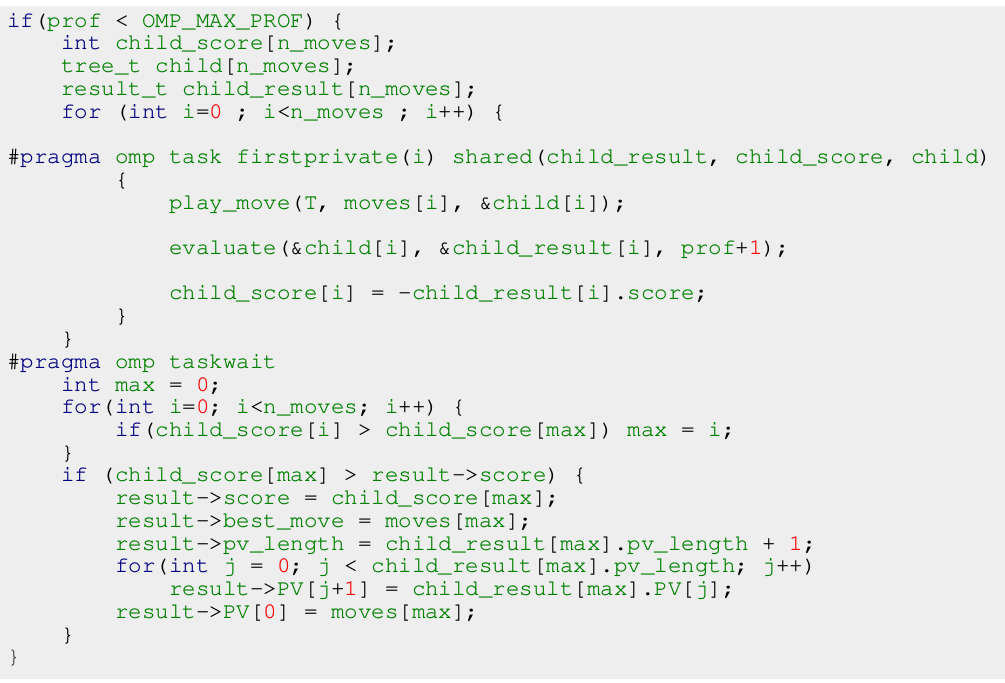 if(prof < OMP_MAX_PROF) {
    int child_score[n_moves];
    tree_t child[n_moves];
    result_t child_result[n_moves];
    for (int i=0 ; i<n_moves ; i++) {

#pragma omp task firstprivate(i) shared(child_result, child_score, child)
        {
            play_move(T, moves[i], &child[i]);

            evaluate(&child[i], &child_result[i], prof+1);

            child_score[i] = -child_result[i].score;
        }
    }
#pragma omp taskwait
    int max = 0;
    for(int i=0; i<n_moves; i++) {
        if(child_score[i] > child_score[max]) max = i;
    }
    if (child_score[max] > result->score) {
        result->score = child_score[max];
        result->best_move = moves[max];
        result->pv_length = child_result[max].pv_length + 1;
        for(int j = 0; j < child_result[max].pv_length; j++)
            result->PV[j+1] = child_result[max].PV[j];
        result->PV[0] = moves[max];
    }
}